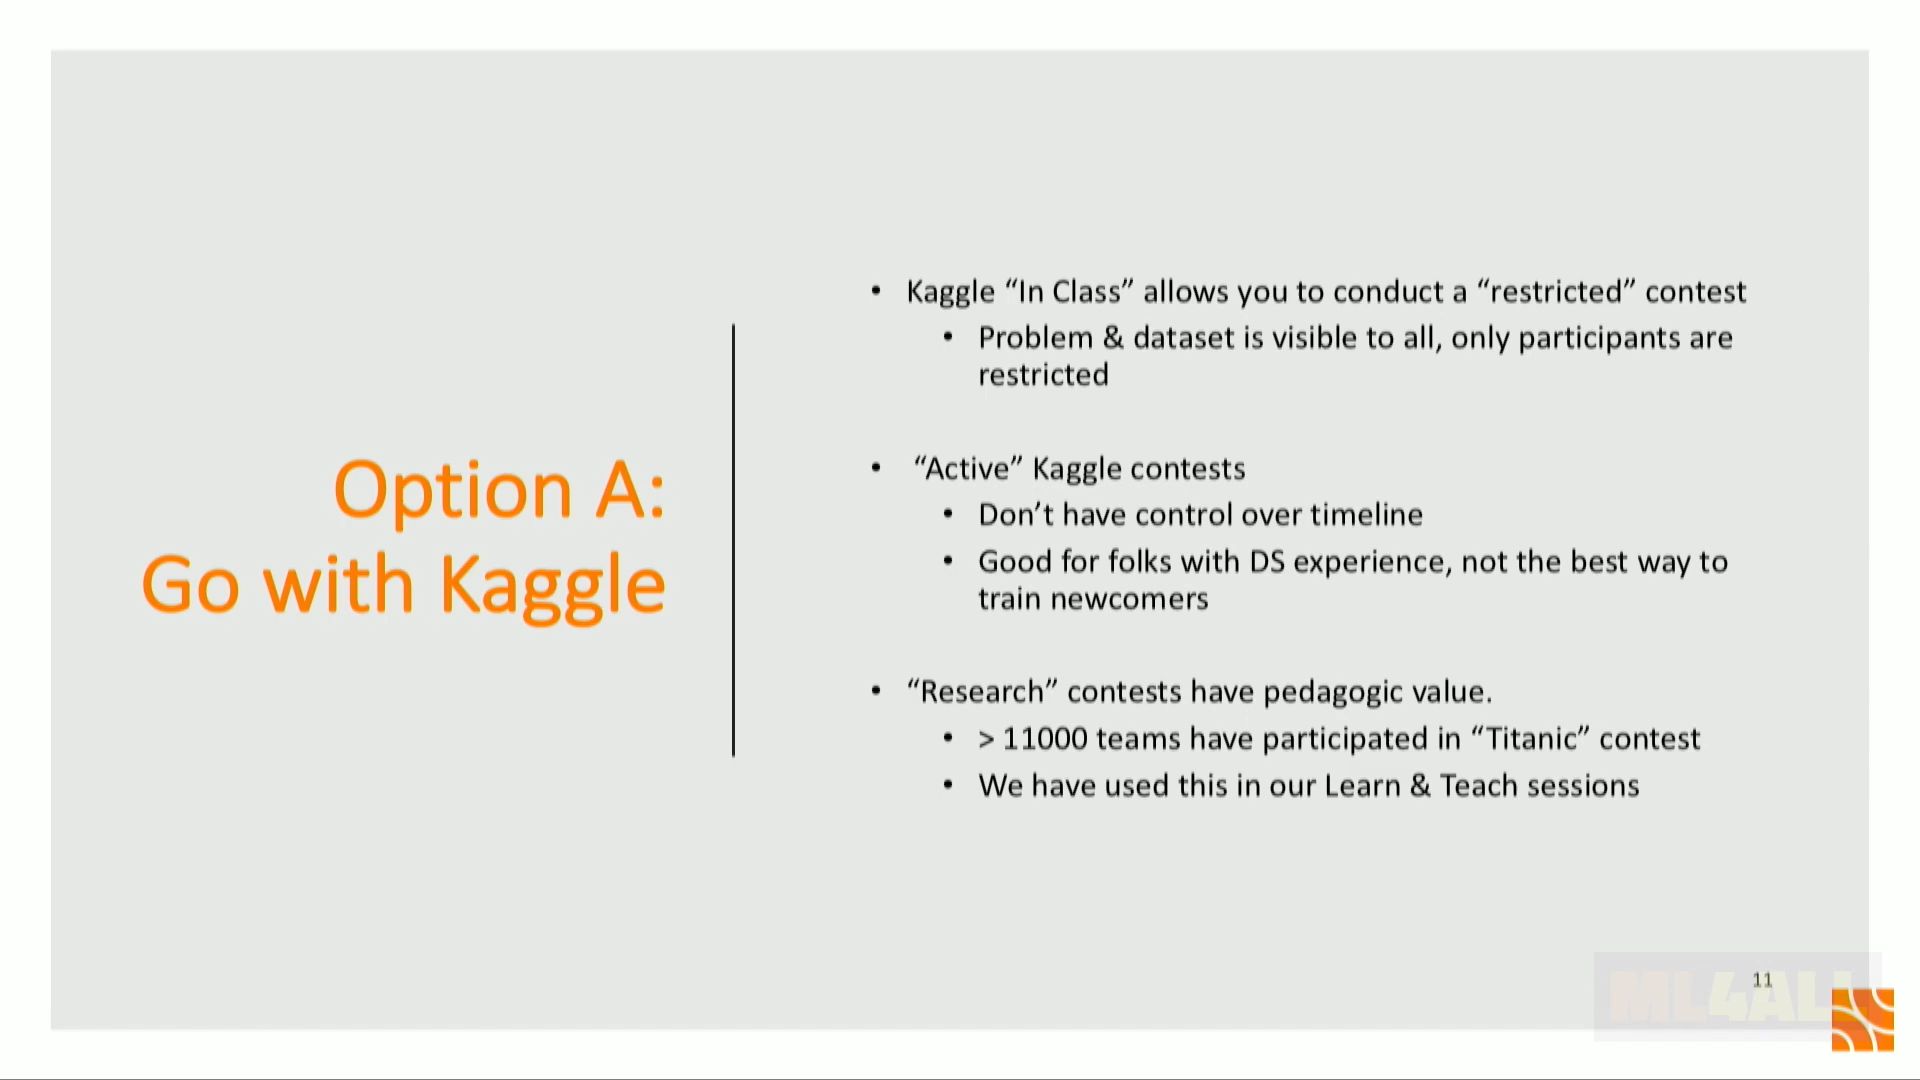 Option A:
Go with Kaggle
• Kaggle “In Class” allows you to conduct a “restricted” contest
• Problem & dataset is visible to all, only participants are
restricted
• “Active” Kaggle contests
• Don’t have control over timeline
• Good for folks with DS experience, not the best way to
train newcomers
• “Research” contests have pedagogic value.
• > 11000 teams have participated in “Titanic” contest
• We have used this in our Learn & Teach sessions
11
ML4ALL